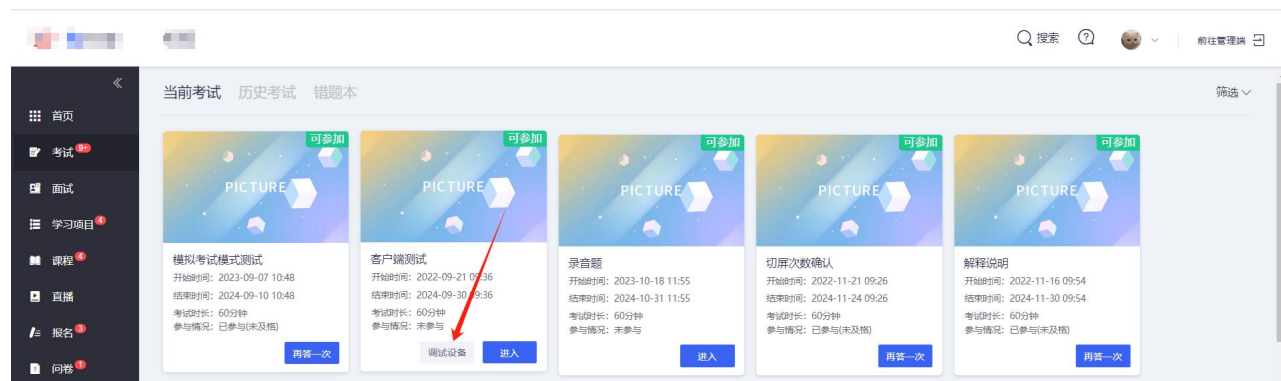 搜索
前往管理端
首页
考试 9+
面试
学习项目 4
课程 4
直播
报名 3
问卷 1
当前考试 历史考试 错题本
筛选
可参加
PICTURE
模拟考试模式测试
开始时间：2023-09-07 10:48
结束时间：2024-09-10 10:48
考试时长：60分钟
参与情况：已参与(未及格)
再答一次
可参加
PICTURE
客户端测试
开始时间：2022-09-21 09:36
结束时间：2024-09-30 09:36
考试时长：60分钟
参与情况：未参与
调试设备 进入
可参加
PICTURE
录音题
开始时间：2023-10-18 11:55
结束时间：2024-10-31 11:55
考试时长：60分钟
参与情况：未参与
进入
可参加
PICTURE
切屏次数确认
开始时间：2022-11-21 09:26
结束时间：2024-11-24 09:26
考试时长：60分钟
参与情况：已参与(未及格)
再答一次
可参加
PICTURE
解释说明
开始时间：2022-11-16 09:54
结束时间：2024-11-30 09:54
考试时长：60分钟
参与情况：已参与(未及格)
再答一次